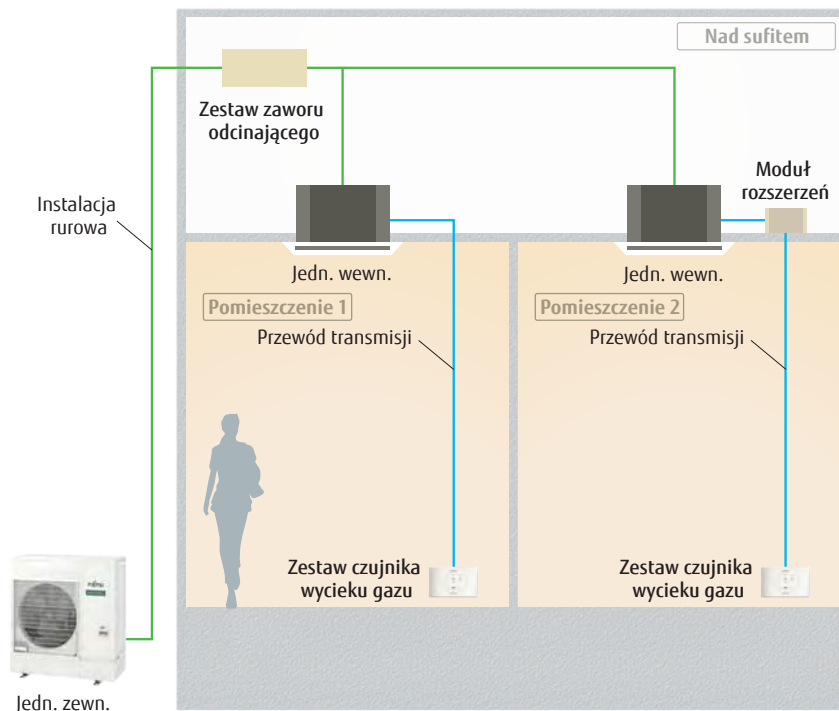 Nad sufitem
Zestaw zaworu
odcinającego
Moduł
rozszerzeń
Instalacja
rurowa
Jedn. wewn.
Jedn. wewn.
Pomieszczenie 1
Pomieszczenie 2
Przewód transmisji
Przewód transmisji
Zestaw czujnika
wycieku gazu
Zestaw czujnika
wycieku gazu
Jedn. zewn.